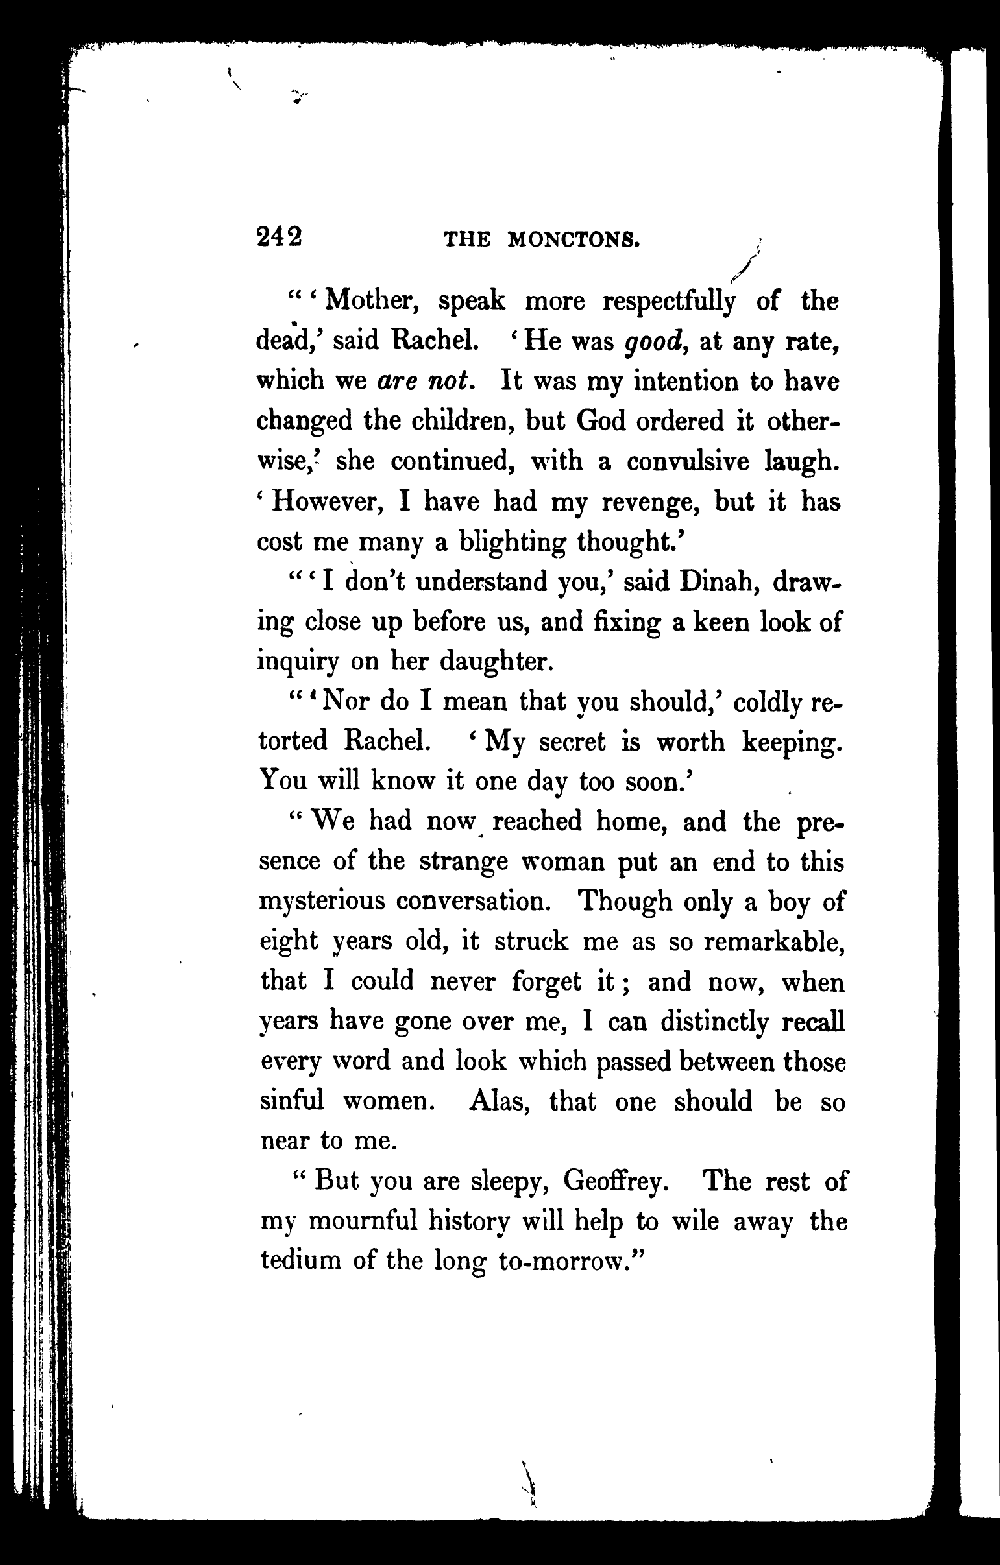 242 THE MONCTONS.
“ ‘ Mother, speak more respectfully of the
dead,’ said Rachel. ‘ He was good, at any rate,
which we are not. It was my intention to have
changed the children, but God ordered it other-
wise,’ she continued, with a convulsive laugh.
‘ However, I have had my revenge, but it has
cost me many a blighting thought.’
“ ‘ I don’t understand you,’ said Dinah, draw-
ing close up before us, and fixing a keen look of
inquiry on her daughter.
“ ‘ Nor do I mean that you should,’ coldly re-
torted Rachel. ‘ My secret is worth keeping.
You will know it one day too soon.’
“ We had now reached home, and the pre-
sence of the strange woman put an end to this
mysterious conversation. Though only a boy of
eight years old, it struck me as so remarkable,
that I could never forget it ; and now, when
years have gone over me, I can distinctly recall
every word and look which passed between those
sinful women. Alas, that one should be so
near to me.
“ But you are sleepy, Geoffrey. The rest of
my mournful history will help to wile away the
tedium of the long to-morrow.”